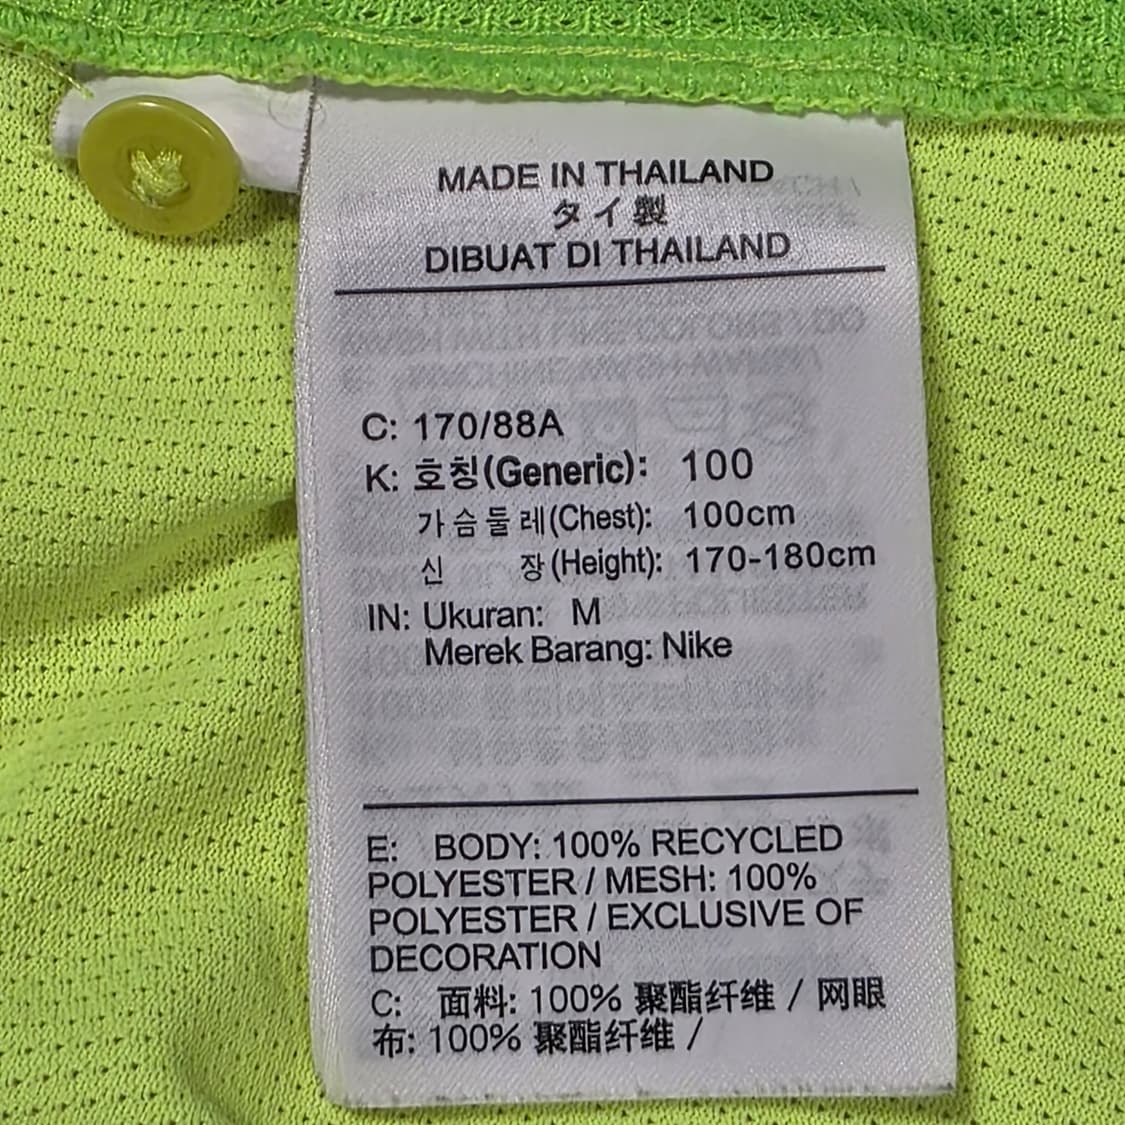 MADE IN THAILAND
タイ製
DIBUAT DI THAILAND
C: 170/88A
K: 호칭(Generic): 100
가슴둘레(Chest): 100cm
신 장(Height): 170-180cm
IN: Ukuran: M
Merek Barang: Nike
E: BODY: 100% RECYCLED
POLYESTER / MESH: 100%
POLYESTER / EXCLUSIVE OF
DECORATION
C: 面料: 100% 聚酯纤维 / 网眼
布: 100% 聚酯纤维 /